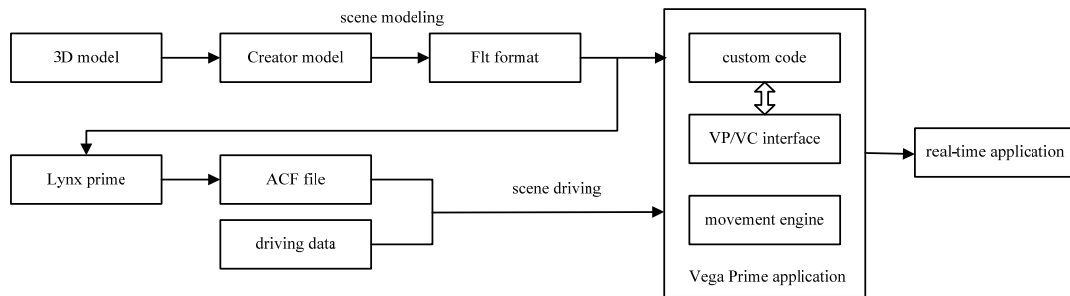 scene modeling
3D model
Creator model
Flt format
custom code
VP/VC interface
real-time application
Lynx prime
ACF file
scene driving
movement engine
driving data
Vega Prime application